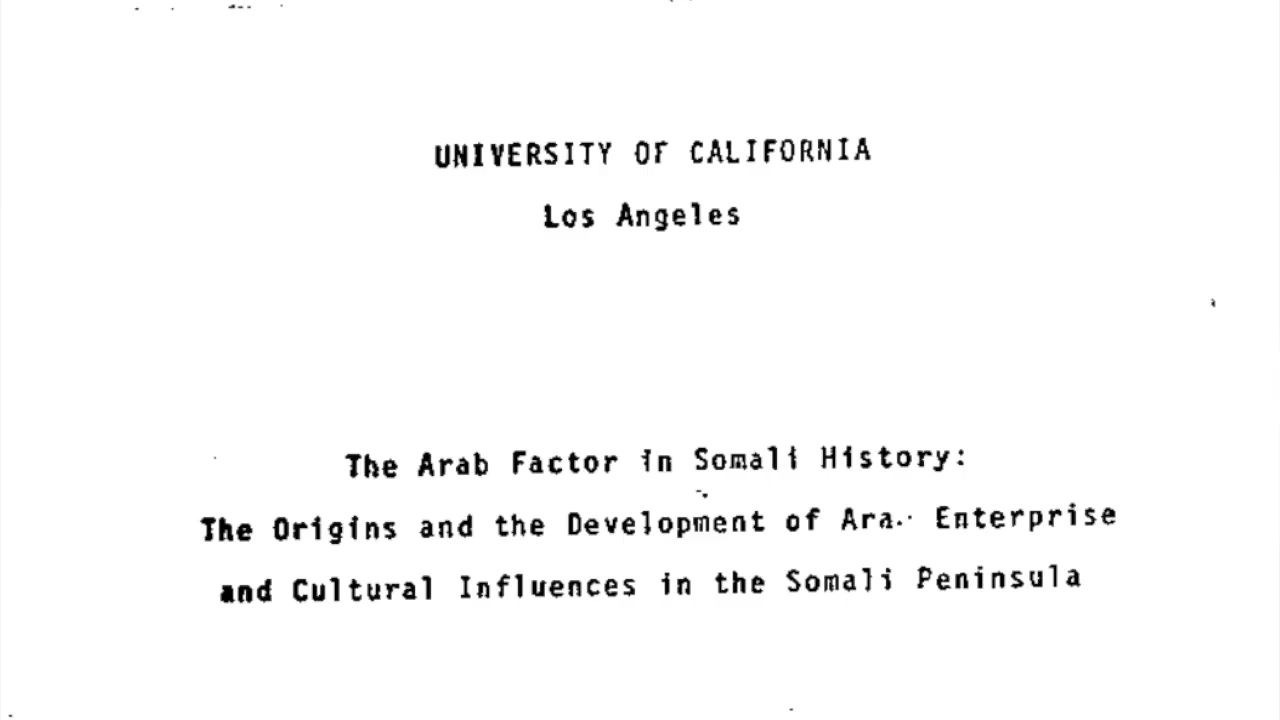 UNIVERSITY OF CALIFORNIA
Los Angeles
The Arab Factor in Somali History:
The Origins and the Development of Ara. Enterprise
and Cultural Influences in the Somali Peninsula